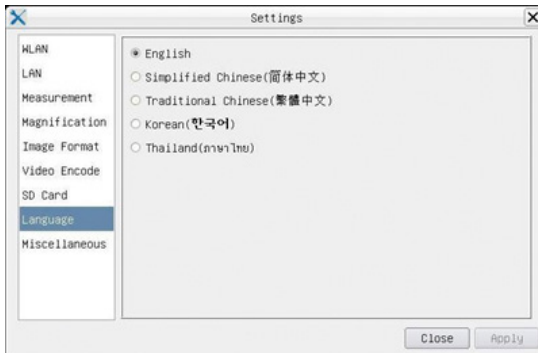 Settings
WLAN
LAN
Measurement
Magnification
Image Format
Video Encode
SD Card
Language
Miscellaneous
English
Simplified Chinese(简体中文)
Traditional Chinese(繁體中文)
Korean(한국어)
Thailand(ภาษาไทย)
Close
Apply